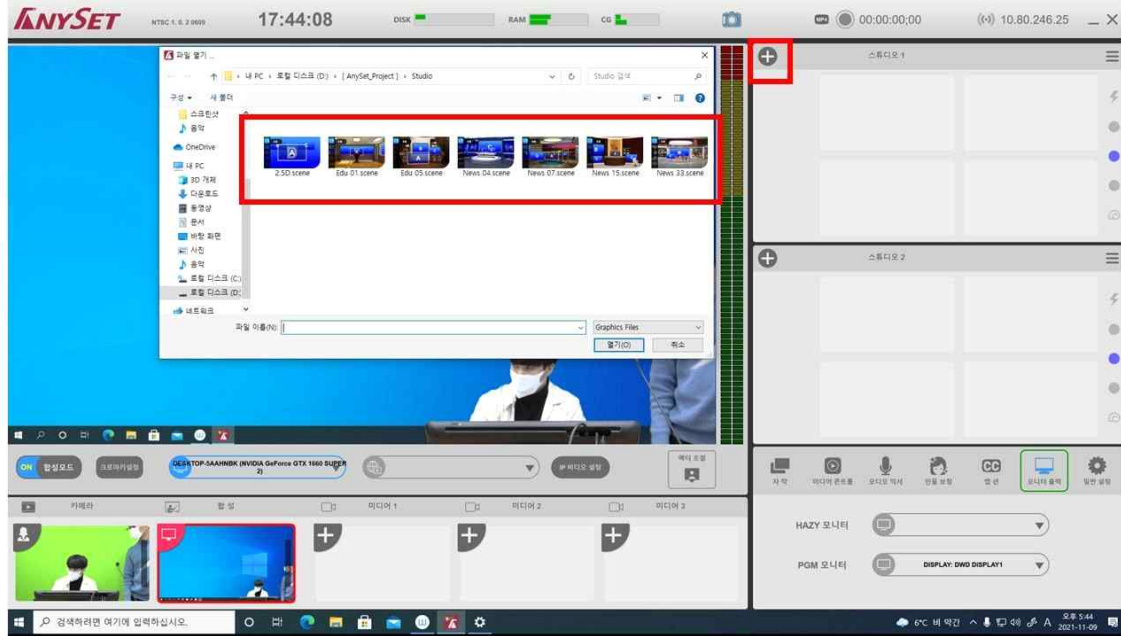 ANYSET
NTSC 1. 0. 2 0609
17:44:08
DISK
RAM
CG
MP4
00:00:00;00
10.80.246.25
파일 열기 ...
내 PC › 로컬 디스크 (D:) › [AnySet_Project] › Studio
Studio 검색
구성
새 폴더
스크린샷
음악
OneDrive
내 PC
3D 개체
다운로드
동영상
문서
바탕 화면
사진
음악
로컬 디스크 (C:)
로컬 디스크 (D:)
네트워크
2.5D.scene
Edu 01.scene
Edu 05.scene
News 04.scene
News 07.scene
News 15.scene
News 33.scene
파일 이름(N):
Graphics Files
열기(O)
취소
스튜디오 1
스튜디오 2
ON
합성모드
크로마키설정
DESKTOP-5AAHNBK (NVIDIA GeForce GTX 1660 SUPER 2)
IP 비디오 설정
카메라
합 성
미디어 1
미디어 2
미디어 3
자 막
미디어 컨트롤
오디오 믹서
인물 보정
CC
캡 션
모니터 출력
일반 설정
HAZY 모니터
PGM 모니터
DISPLAY: DWD DISPLAY1
검색하려면 여기에 입력하십시오.
6°C 비 약간
A
오후 5:44
2021-11-09